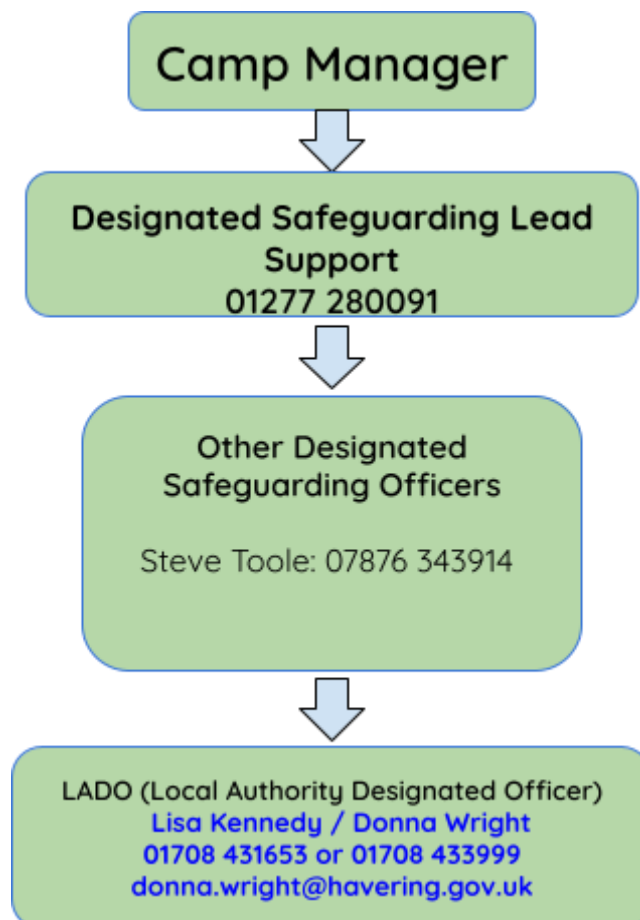 Camp Manager
Designated Safeguarding Lead
Support
01277 280091
Other Designated
Safeguarding Officers
Steve Toole: 07876 343914
LADO (Local Authority Designated Officer)
Lisa Kennedy / Donna Wright
01708 431653 or 01708 433999
donna.wright@havering.gov.uk